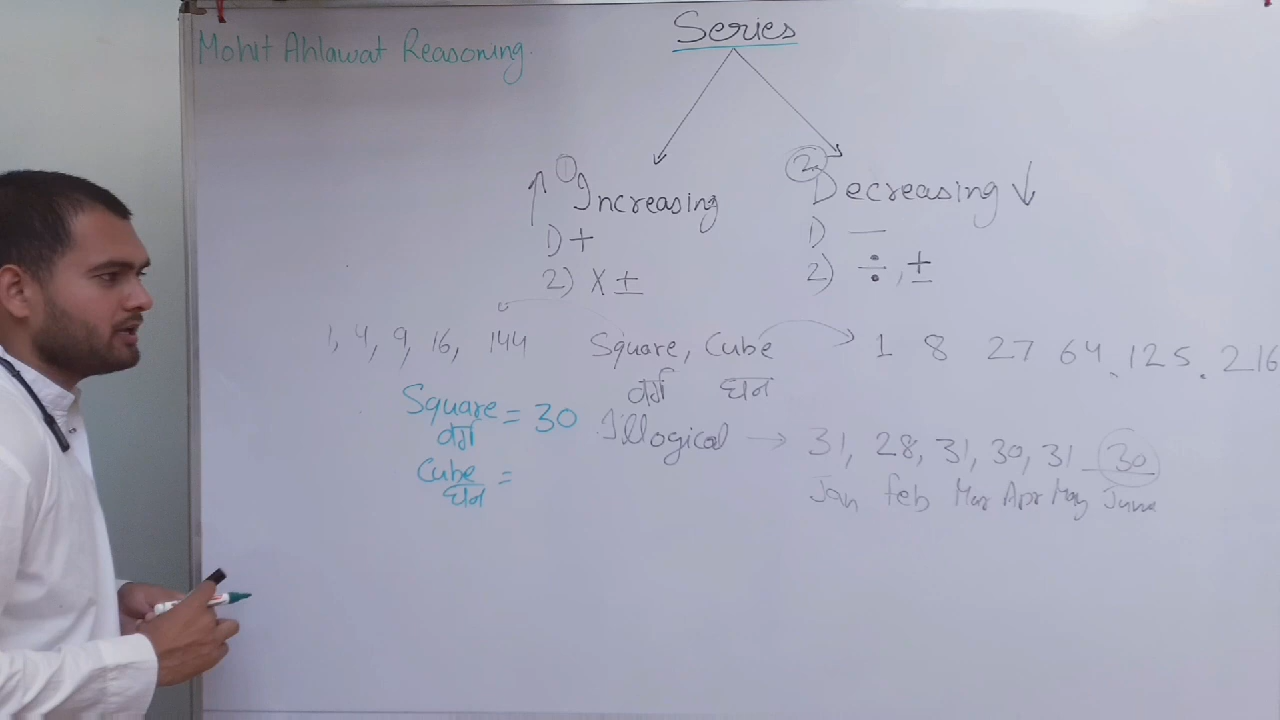 Mohit Ahlawat Reasoning.
Series
↑ ① Increasing
1) +
2) X ±
② Decreasing ↓
1) —
2) ÷, ±
1, 4, 9, 16, 144
Square, Cube → 1 8 27 64, 125, 216
वर्ग घन
Square = 30
वर्ग
Cube =
घन
Illogical → 31, 28, 31, 30, 31 30
Jan Feb Mar Apr May June